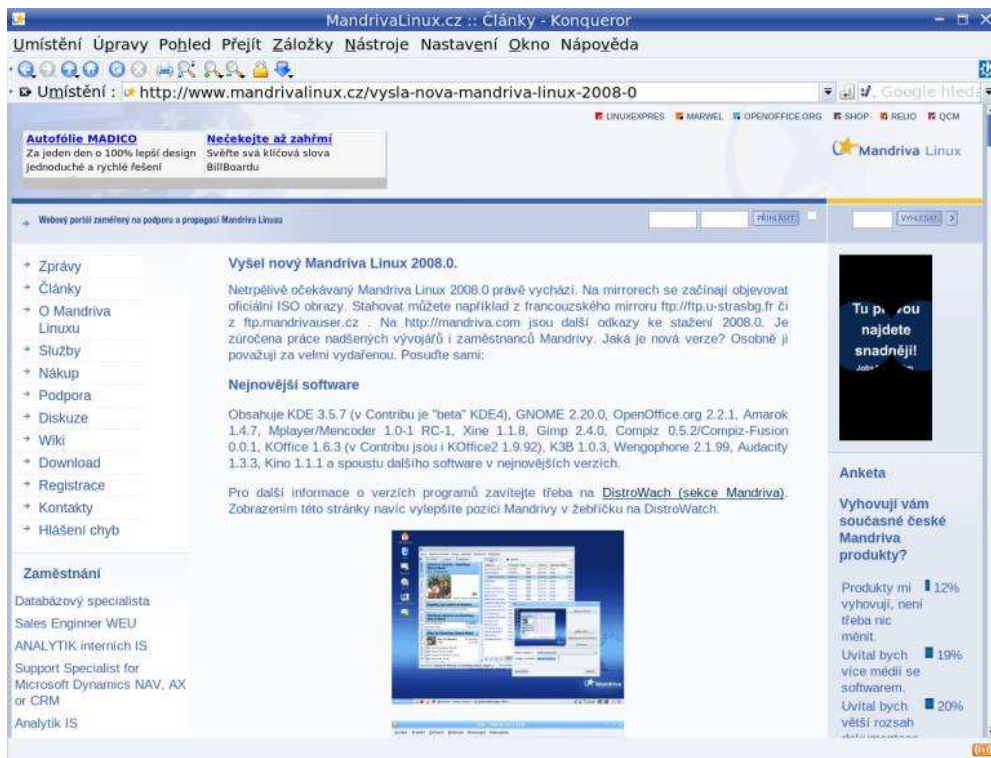 MandrivaLinux.cz :: Články - Konqueror
Umístění Úpravy Pohled Přejít Záložky Nástroje Nastavení Okno Nápověda
Umístění : http://www.mandrivalinux.cz/vysla-nova-mandriva-linux-2008-0
Google hled
LINUXEXPRES MARWEL OPENOFFICE.ORG SHOP RELIO QCM
Autofólie MADICO
Za jeden den o 100% lepší design
jednoduché a rychlé řešení
Nečekejte až zahřmí
Svěřte svá klíčová slova
BillBoardu
Mandriva Linux
Webový portál zaměřený na podporu a propagaci Mandriva Linuxu
PŘIHLÁSIT
VYHLEDAT
Zprávy
Články
O Mandriva
Linuxu
Služby
Nákup
Podpora
Diskuze
Wiki
Download
Registrace
Kontakty
Hlášení chyb
Zaměstnání
Databázový specialista
Sales Enginner WEU
ANALYTIK interních IS
Support Specialist for
Microsoft Dynamics NAV, AX
or CRM
Analytik IS
Vyšel nový Mandriva Linux 2008.0.
Netrpělivě očekávaný Mandriva Linux 2008.0 právě vychází. Na mirrorech se začínají objevovat
oficiální ISO obrazy. Stahovat můžete například z francouzského mirroru ftp://ftp.u-strasbg.fr či
z ftp.mandrivauser.cz . Na http://mandriva.com jsou další odkazy ke stažení 2008.0. Je
zúročena práce nadšených vývojářů i zaměstnanců Mandrivy. Jaká je nová verze? Osobně ji
považuji za velmi vydařenou. Posuďte sami:
Nejnovější software
Obsahuje KDE 3.5.7 (v Contribu je "beta" KDE4), GNOME 2.20.0, OpenOffice.org 2.2.1, Amarok
1.4.7, Mplayer/Mencoder 1.0-1 RC-1, Xine 1.1.8, Gimp 2.4.0, Compiz 0.5.2/Compiz-Fusion
0.0.1, KOffice 1.6.3 (v Contribu jsou i KOffice2 1.9.92), K3B 1.0.3, Wengophone 2.1.99, Audacity
1.3.3, Kino 1.1.1 a spoustu dalšího software v nejnovějších verzích.
Pro další informace o verzích programů zavítejte třeba na DistroWach (sekce Mandriva).
Zobrazením této stránky navíc vylepšíte pozici Mandrivy v žebříčku na DistroWatch.
Mandriva
Tu
najdete
snadněji!
Anketa
Vyhovují vám
současné české
Mandriva
produkty?
Produkty mi 12%
vyhovují, není
třeba nic
měnit.
Uvítal bych 19%
více médií se
softwarem.
Uvítal bych 20%
větší rozsah